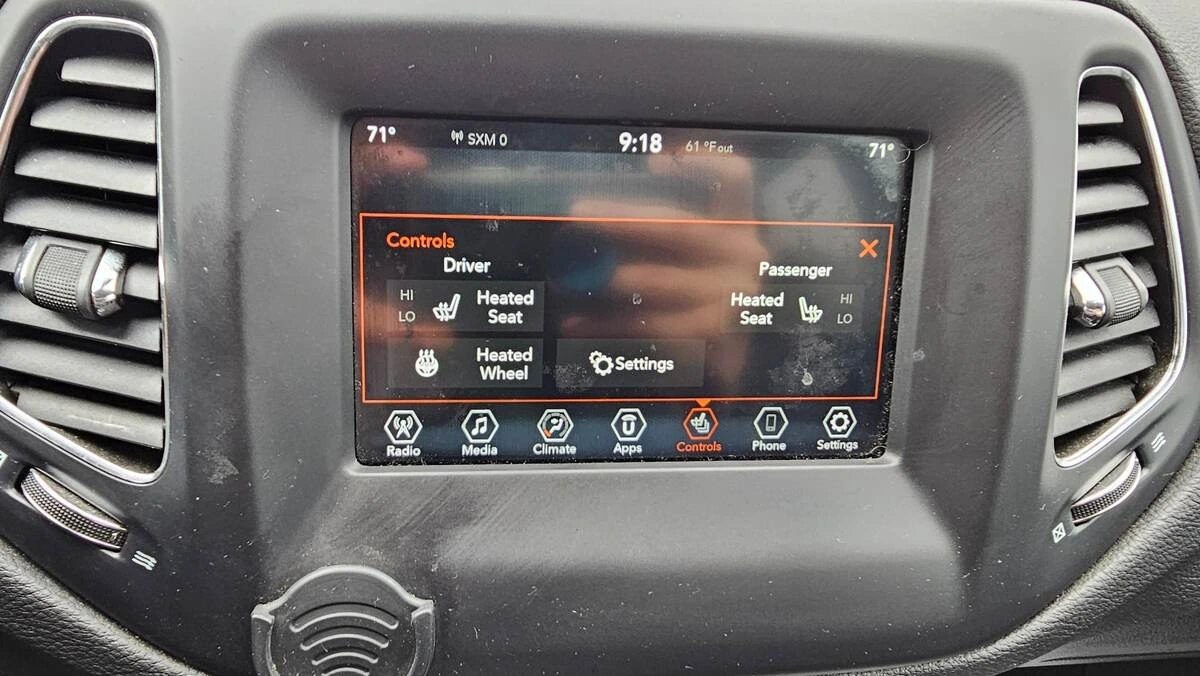 71° SXM 0 9:18 61 °F out 71°
Controls
Driver Passenger
HI
LO
Heated
Seat
Heated
Seat
HI
LO
Heated
Wheel
Settings
Radio Media Climate Apps Controls Phone Settings